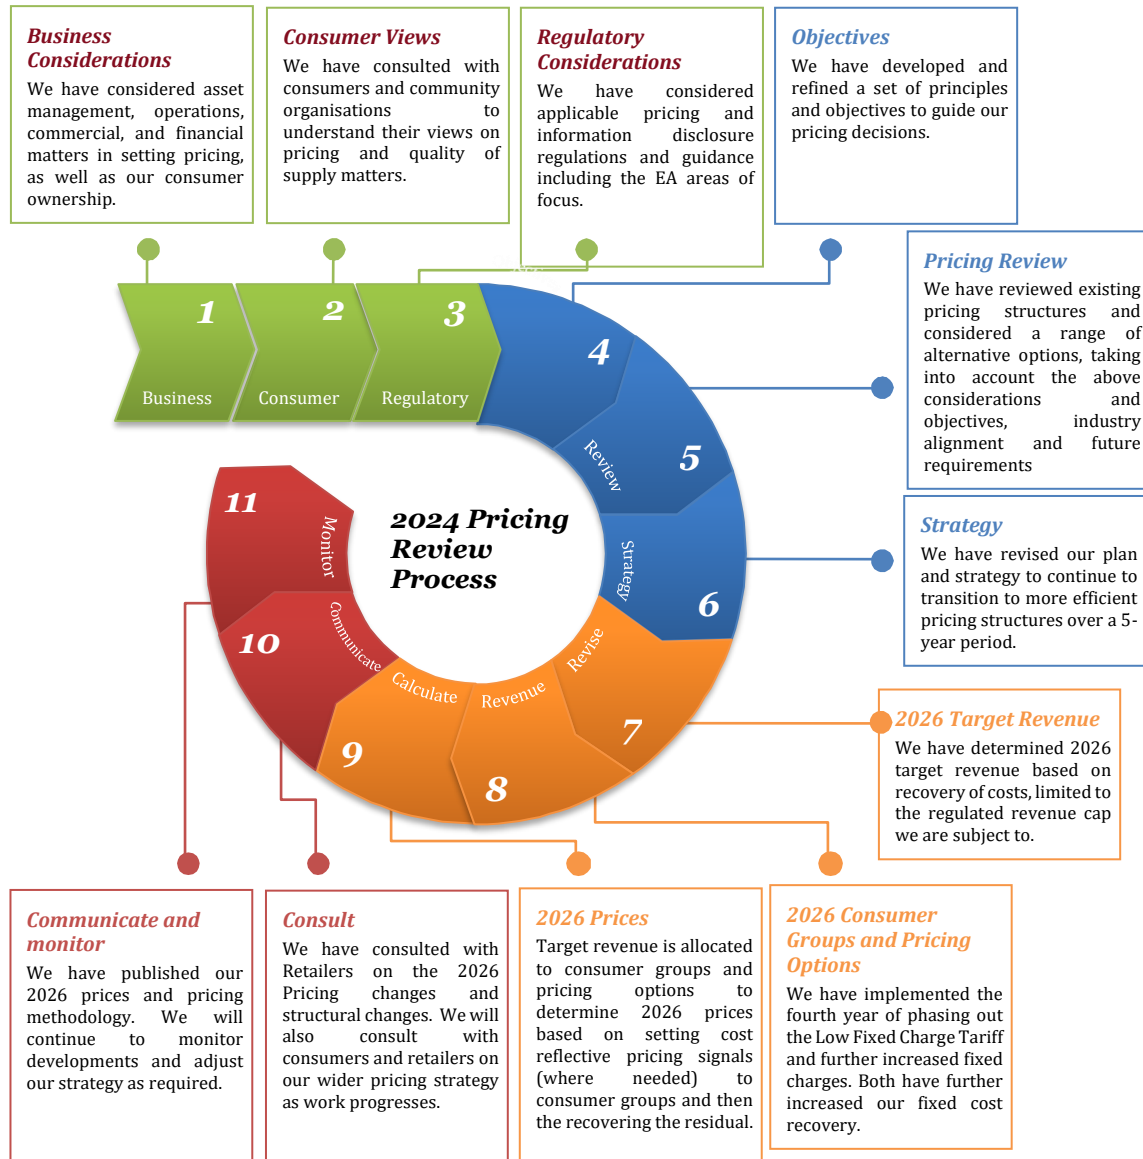 Business
Considerations
We have considered asset
management, operations,
commercial, and financial
matters in setting pricing,
as well as our consumer
ownership.
Consumer Views
We have consulted with
consumers and community
organisations to
understand their views on
pricing and quality of
supply matters.
Regulatory
Considerations
We have considered
applicable pricing and
information disclosure
regulations and guidance
including the EA areas of
focus.
Objectives
We have developed and
refined a set of principles
and objectives to guide our
pricing decisions.
Pricing Review
We have reviewed existing
pricing structures and
considered a range of
alternative options, taking
into account the above
considerations and
objectives, industry
alignment and future
requirements
Strategy
We have revised our plan
and strategy to continue to
transition to more efficient
pricing structures over a 5-
year period.
1
Business
2
Consumer
3
Regulatory
4
5
Review
6
Strategy
7
Revise
8
Revenue
9
Calculate
10
Communicate
11
Monitor
2024 Pricing
Review
Process
2026 Target Revenue
We have determined 2026
target revenue based on
recovery of costs, limited to
the regulated revenue cap
we are subject to.
Communicate and
monitor
We have published our
2026 prices and pricing
methodology. We will
continue to monitor
developments and adjust
our strategy as required.
Consult
We have consulted with
Retailers on the 2026
Pricing changes and
structural changes. We will
also consult with
consumers and retailers on
our wider pricing strategy
as work progresses.
2026 Prices
Target revenue is allocated
to consumer groups and
pricing options to
determine 2026 prices
based on setting cost
reflective pricing signals
(where needed) to
consumer groups and then
the recovering the residual.
2026 Consumer
Groups and Pricing
Options
We have implemented the
fourth year of phasing out
the Low Fixed Charge Tariff
and further increased fixed
charges. Both have further
increased our fixed cost
recovery.